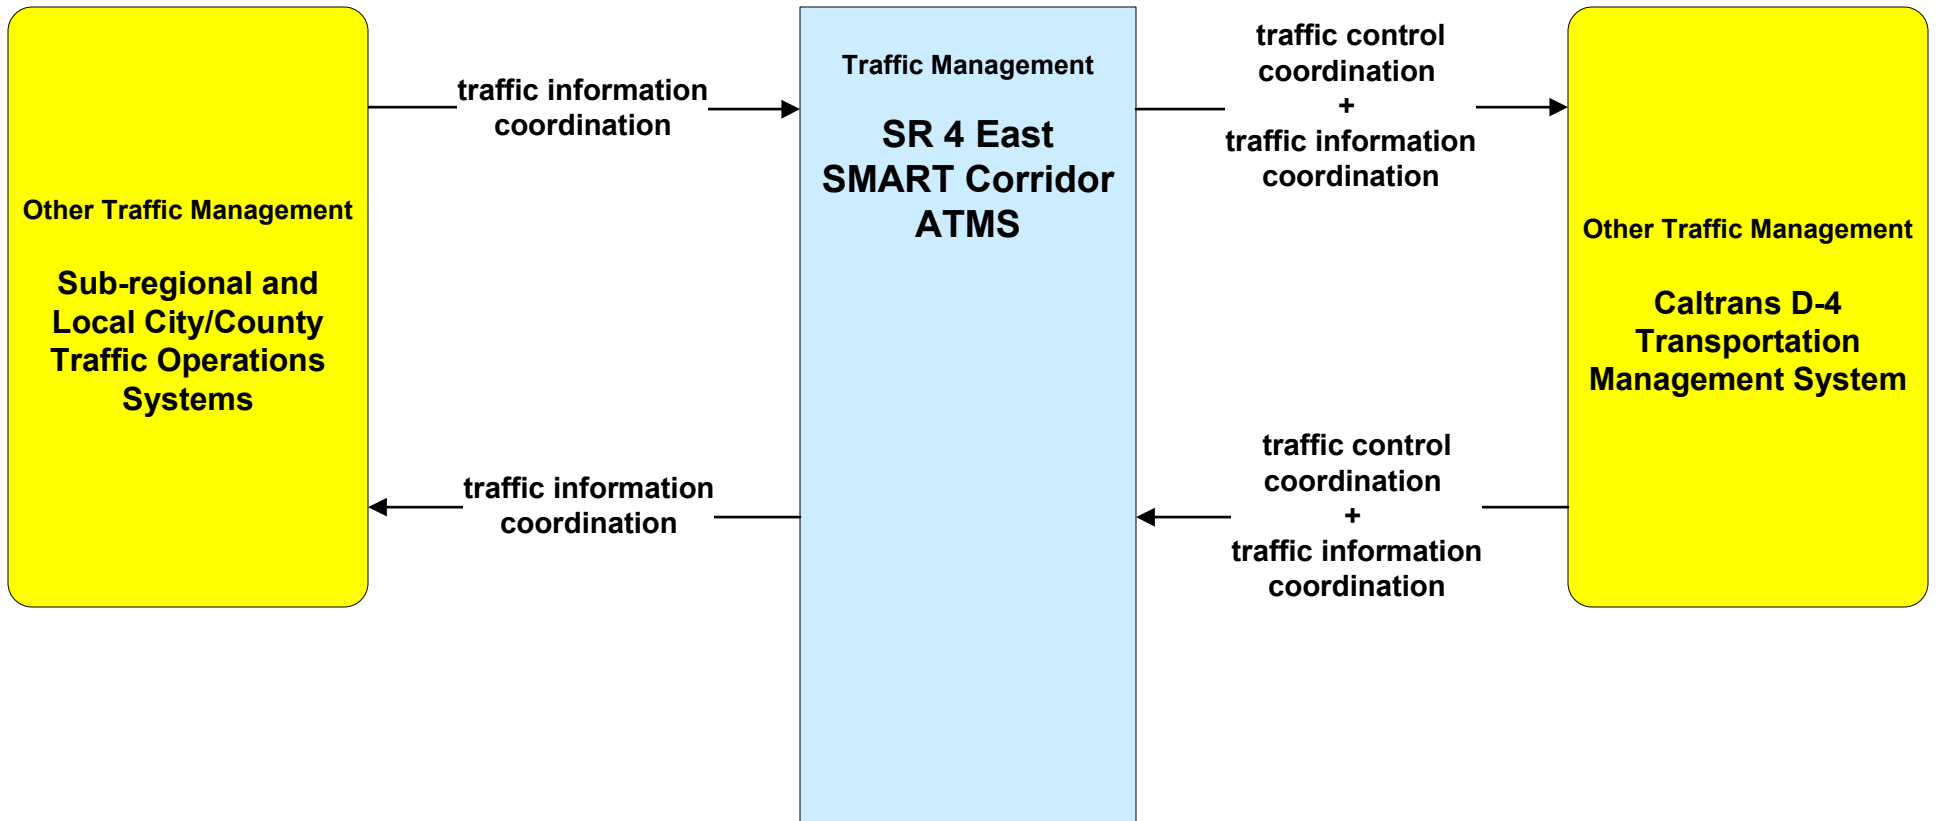 Other Traffic Management
Sub-regional and
Local City/County
Traffic Operations
Systems
traffic information
coordination
traffic information
coordination
Traffic Management
SR 4 East
SMART Corridor
ATMS
traffic control
coordination
+
traffic information
coordination
traffic control
coordination
+
traffic information
coordination
Other Traffic Management
Caltrans D-4
Transportation
Management System